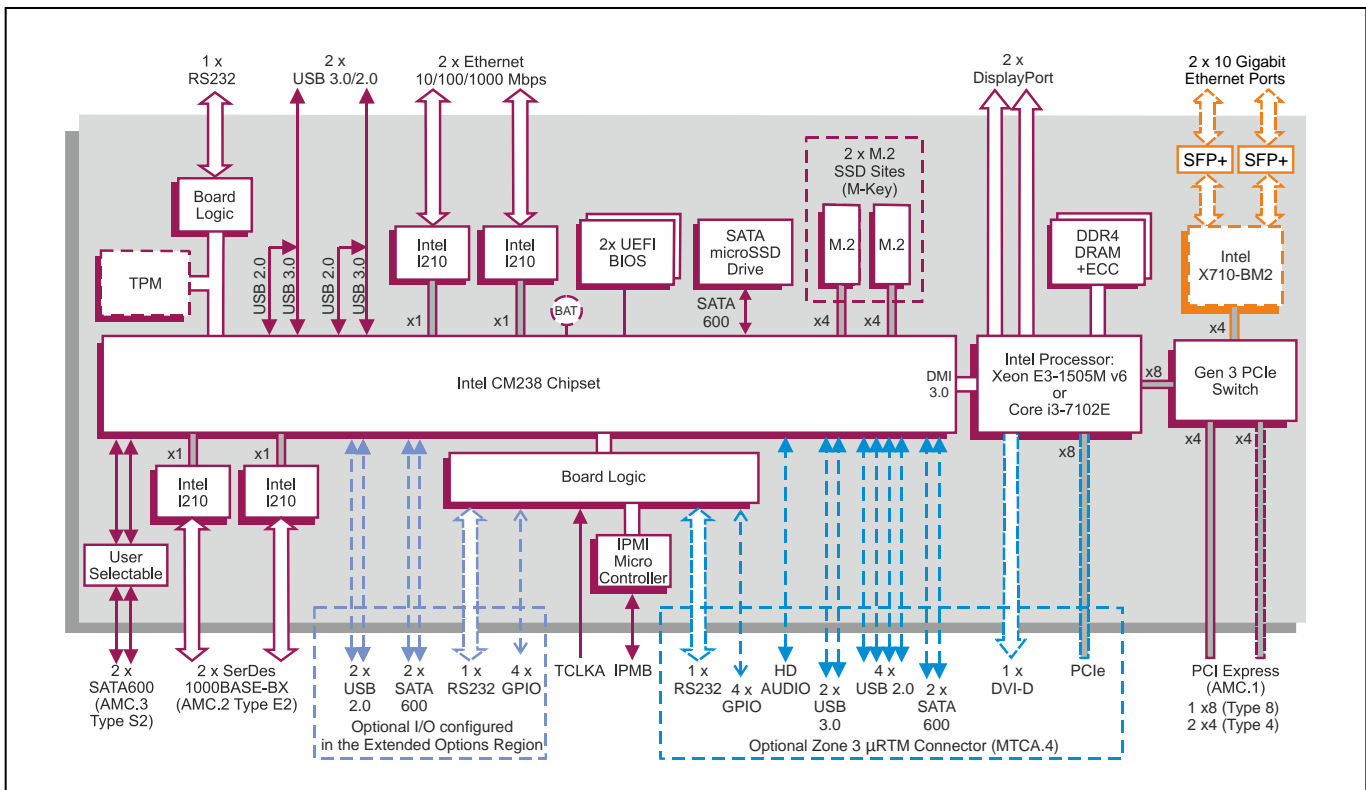 1 x
RS232
2 x
USB 3.0/2.0
2 x Ethernet
10/100/1000 Mbps
2 x
DisplayPort
2 x 10 Gigabit
Ethernet Ports
SFP+
SFP+
2 x M.2
SSD Sites
(M-Key)
Board
Logic
TPM
USB 2.0
USB 3.0
USB 2.0
USB 3.0
Intel
I210
Intel
I210
2x UEFI
BIOS
SATA
microSSD
Drive
M.2
M.2
DDR4
DRAM
+ECC
Intel
X710-BM2
x1
x1
BAT
SATA
600
x4
x4
x4
Intel CM238 Chipset
DMI
3.0
Intel Processor:
Xeon E3-1505M v6
or
Core i3-7102E
x8
Gen 3 PCIe
Switch
x1
x1
x8
x4
x4
Intel
I210
Intel
I210
Board Logic
User
Selectable
IPMI
Micro
Controller
2 x
SATA600
(AMC.3
Type S2)
2 x SerDes
1000BASE-BX
(AMC.2 Type E2)
2 x
USB
2.0
2 x
SATA
600
1 x
RS232
4 x
GPIO
Optional I/O configured
in the Extended Options Region
TCLKA
IPMB
1 x
RS232
4 x
GPIO
HD
AUDIO
2 x
USB
3.0
4 x
USB 2.0
2 x
SATA
600
1 x
DVI-D
PCIe
Optional Zone 3 µRTM Connector (MTCA.4)
PCI Express
(AMC.1)
1 x8 (Type 8)
2 x4 (Type 4)